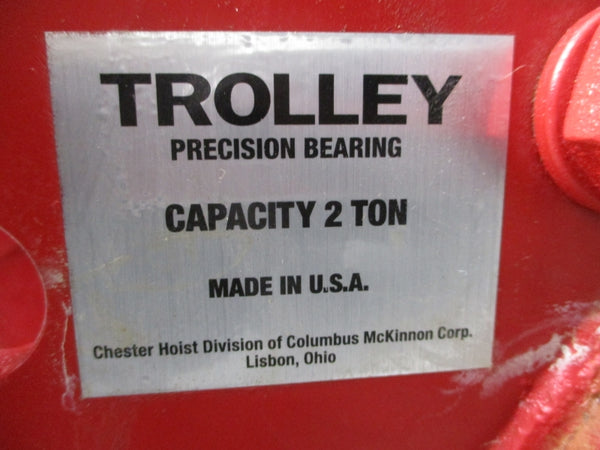 TROLLEY
PRECISION BEARING
CAPACITY 2 TON
MADE IN U.S.A.
Chester Hoist Division of Columbus McKinnon Corp.
Lisbon, Ohio